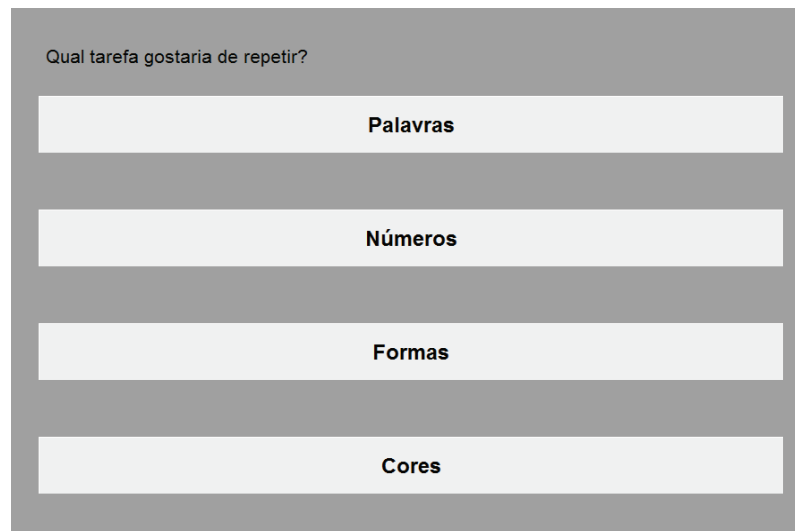 Qual tarefa gostaria de repetir?
Palavras
Números
Formas
Cores